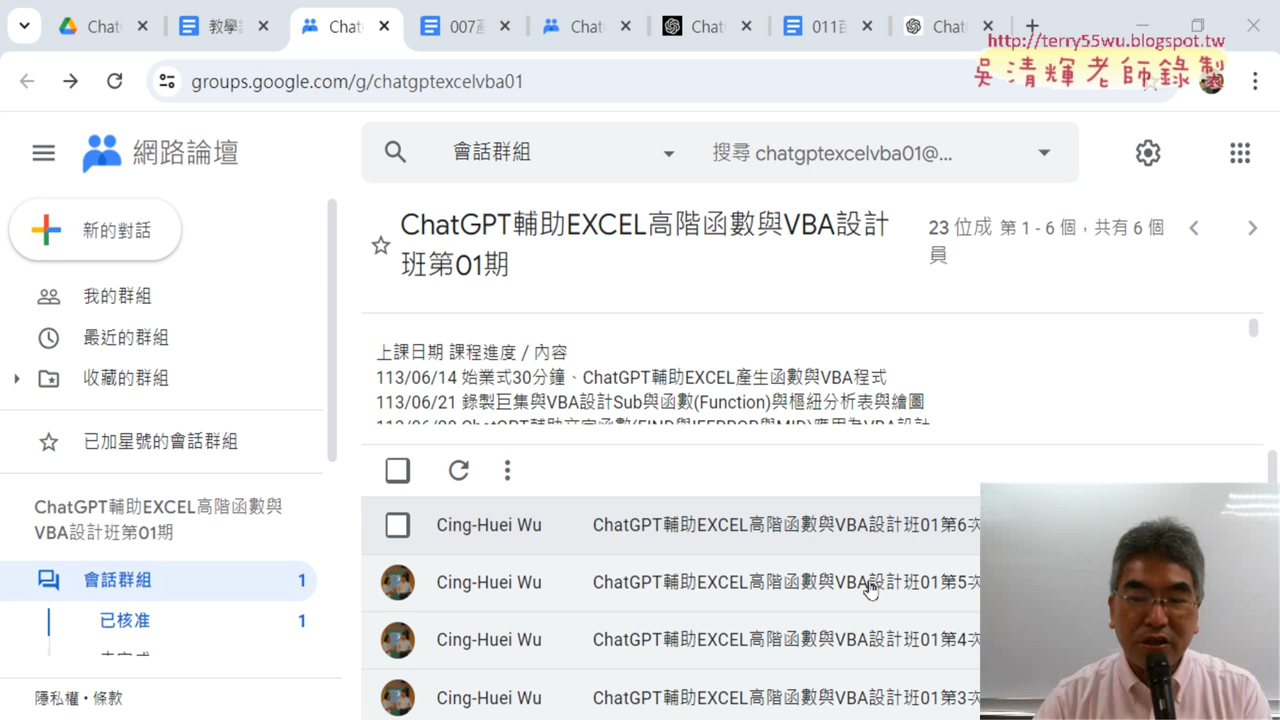 Chat
教學
Chat
007
Chat
Chat
011
Chat
http://terry55wu.blogspot.tw
吳清輝老師錄製
groups.google.com/g/chatgptexcelvba01
網路論壇
會話群組
搜尋 chatgptexcelvba01@...
新的對話
ChatGPT輔助EXCEL高階函數與VBA設計班第01期
23 位成員
第 1 - 6 個，共有 6 個
我的群組
最近的群組
收藏的群組
上課日期 課程進度 / 內容
113/06/14 始業式30分鐘、ChatGPT輔助EXCEL產生函數與VBA程式
113/06/21 錄製巨集與VBA設計Sub與函數(Function)與樞紐分析表與繪圖
已加星號的會話群組
ChatGPT輔助EXCEL高階函數與
VBA設計班第01期
Cing-Huei Wu ChatGPT輔助EXCEL高階函數與VBA設計班01第6次
會話群組 1
Cing-Huei Wu ChatGPT輔助EXCEL高階函數與VBA設計班01第5次
已核准 1
Cing-Huei Wu ChatGPT輔助EXCEL高階函數與VBA設計班01第4次
隱私權 • 條款
Cing-Huei Wu ChatGPT輔助EXCEL高階函數與VBA設計班01第3次